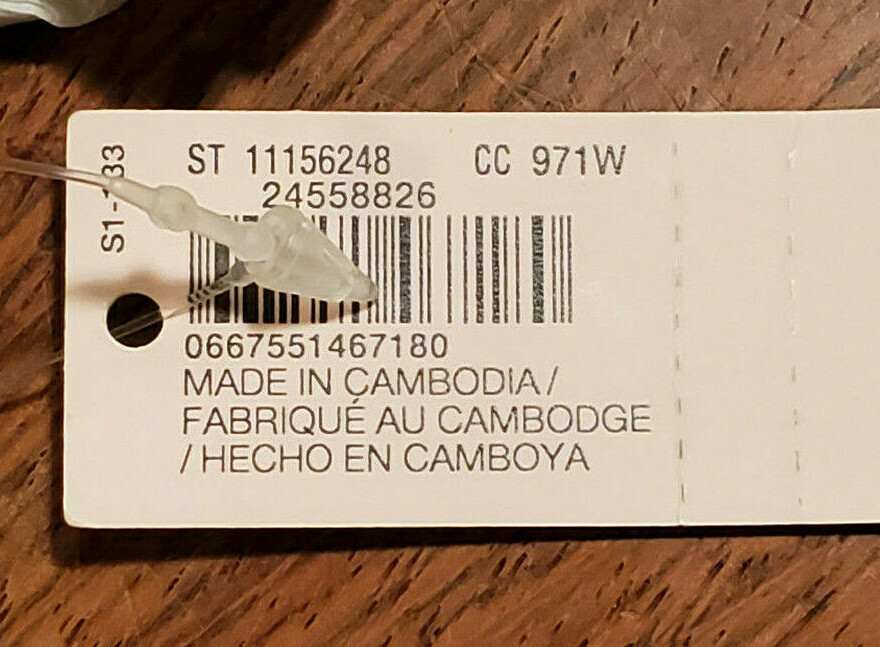 ST 11156248 CC 971W
24558826
0667551467180
MADE IN CAMBODIA /
FABRIQUÉ AU CAMBODGE
/ HECHO EN CAMBOYA